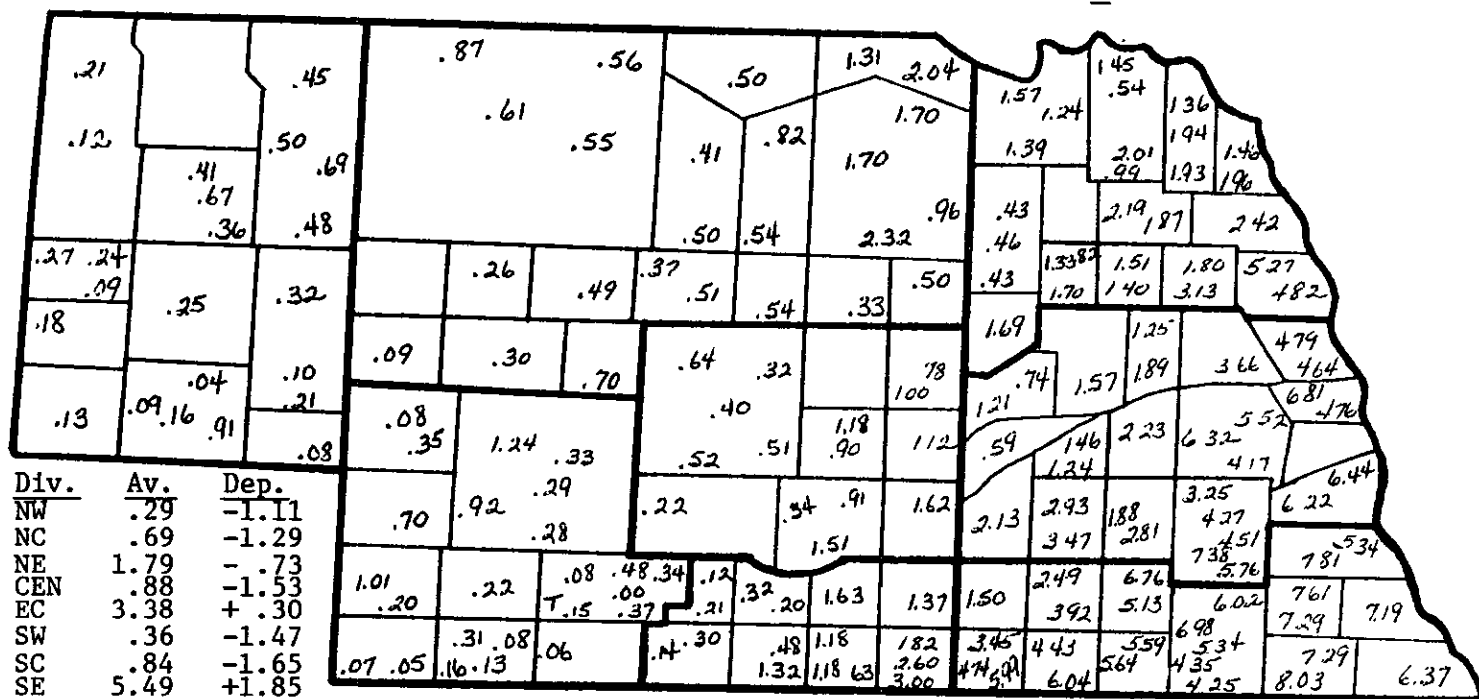 .87 .56 .50 1.31 2.04 1.45
.21 .45 .54
.61 1.57 1.24 1.36
.12 .50 .55 .41 .82 1.70 1.94
.69 1.70 1.39 2.01 1.46
.41 .99 1.93 1.96
.67
.36 .48 .50 .54 2.32 .96 .43 2.19 1.87 2.42
.46
.27 .24 .26 .37 .50 1.33 .82 1.51 1.80 5.27
.09 .25 .32 .49 .51 .54 .33 .43 1.70 1.40 3.13 4.82
.18 1.69 1.25 4.79
.09 .30 .64 .32 .78 .74 1.57 1.89 3.66 4.64
.04 .10 .70 1.00 1.21 6.81
.13 .09 .16 .21 .08 .40 1.18 4.76
.91 .35 1.24 .33 .51 .90 1.12 .59 1.46 2.23 6.32 5.52
.08 .52 1.24 4.17 6.44
Div. Av. Dep.
NW .29 -1.11
NC .69 -1.29
NE 1.79 - .73
CEN .88 -1.53
EC 3.38 + .30
SW .36 -1.47
SC .84 -1.65
SE 5.49 +1.85
.29 .22 .34 .91 1.62 3.25 6.22
.70 .92 .28 2.13 2.93 1.88 4.27
1.51 3.47 2.81 4.51 5.34
7.38 5.76 7.81
1.01 .22 .08 .48 .34 .12 .32 1.63 1.37 1.50 2.49 6.76 6.02 7.61
.20 T .15 .00 .37 .21 .20 3.92 5.13 7.29 7.19
.31 .08 .06 .30 .48 1.18 1.82 3.45 4.43 5.59 6.98 5.34 7.29
.07 .05 .16 .13 1.32 1.18 .63 2.60 4.74 6.04 5.64 4.35 8.03 6.37
3.00 4.25